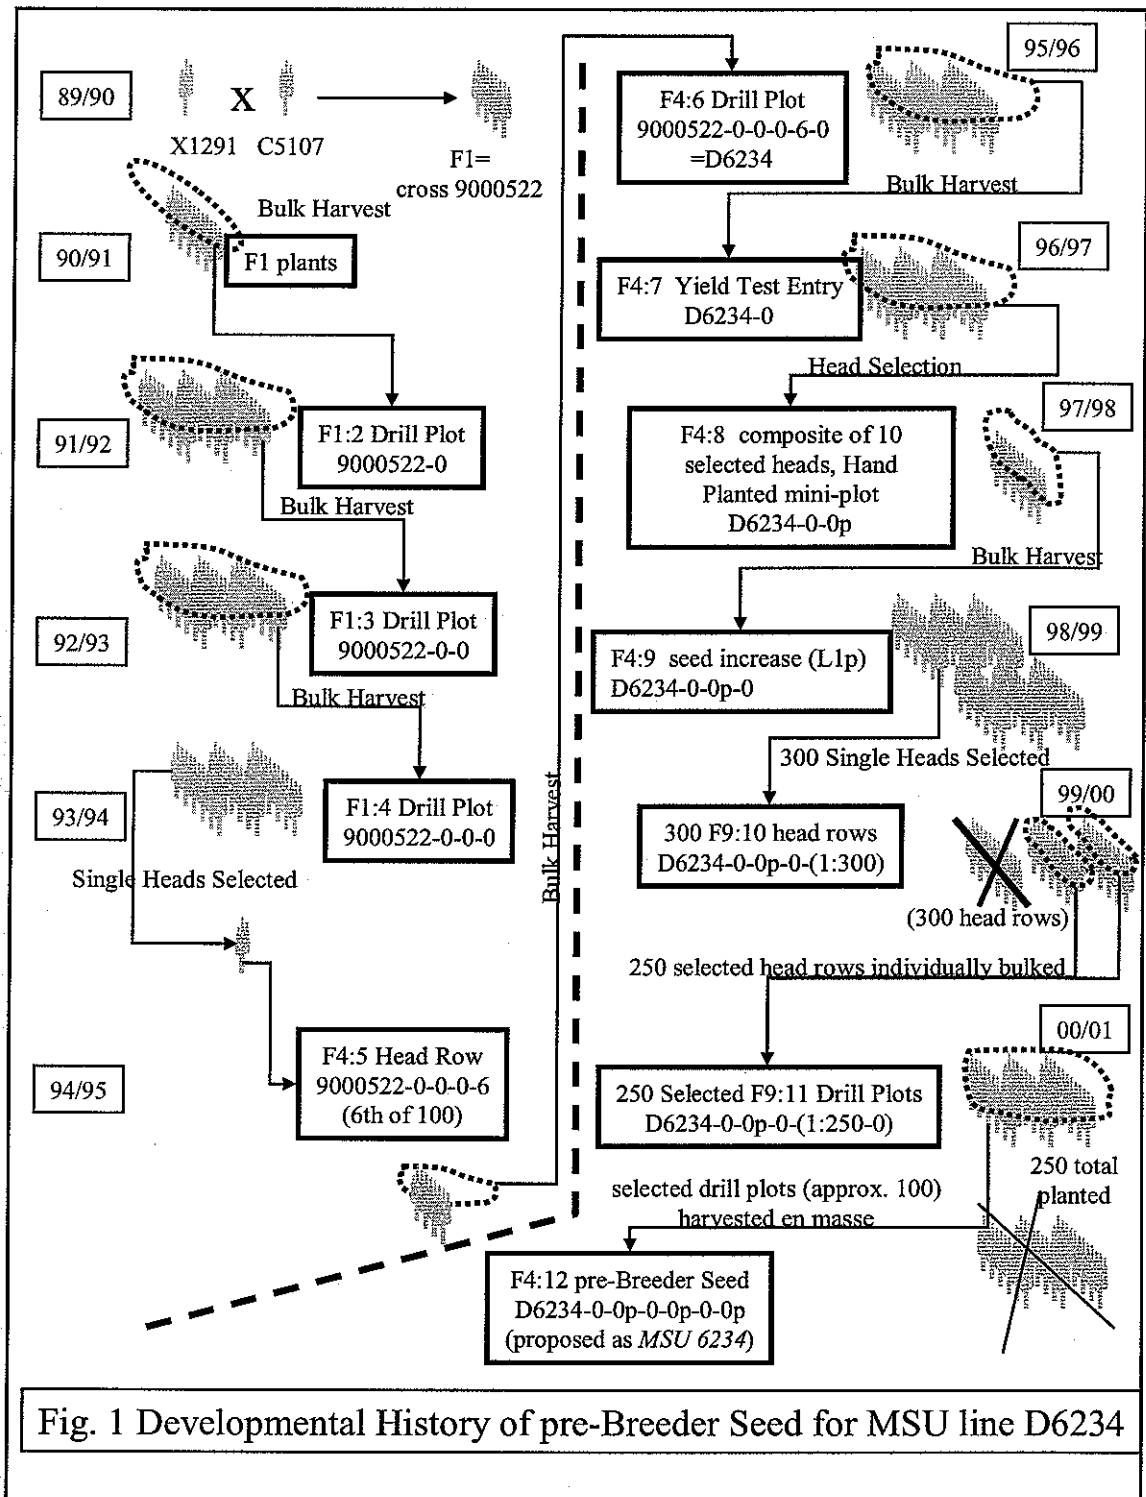 89/90
X
X1291 C5107
F1=
cross 9000522
Bulk Harvest
90/91
F1 plants
91/92
F1:2 Drill Plot
9000522-0
Bulk Harvest
92/93
F1:3 Drill Plot
9000522-0-0
Bulk Harvest
93/94
F1:4 Drill Plot
9000522-0-0-0
Single Heads Selected
94/95
F4:5 Head Row
9000522-0-0-0-6
(6th of 100)
Bulk Harvest
95/96
F4:6 Drill Plot
9000522-0-0-0-6-0
=D6234
Bulk Harvest
96/97
F4:7 Yield Test Entry
D6234-0
Head Selection
97/98
F4:8 composite of 10
selected heads, Hand
Planted mini-plot
D6234-0-0p
Bulk Harvest
98/99
F4:9 seed increase (L1p)
D6234-0-0p-0
300 Single Heads Selected
99/00
300 F9:10 head rows
D6234-0-0p-0-(1:300)
(300 head rows)
250 selected head rows individually bulked
00/01
250 Selected F9:11 Drill Plots
D6234-0-0p-0-(1:250-0)
250 total
planted
selected drill plots (approx. 100)
harvested en masse
F4:12 pre-Breeder Seed
D6234-0-0p-0-0p-0-0p
(proposed as MSU 6234)
Fig. 1 Developmental History of pre-Breeder Seed for MSU line D6234